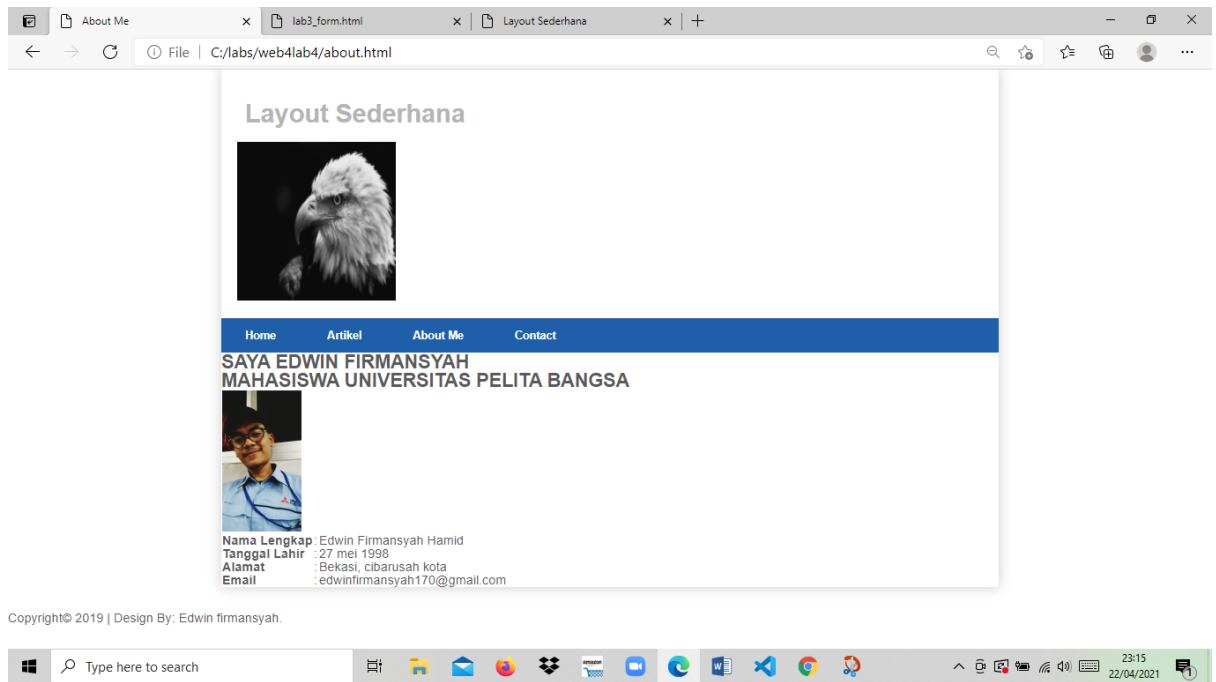 About Me
lab3_form.html
Layout Sederhana
File | C:/labs/web4lab4/about.html
Layout Sederhana
Home Artikel About Me Contact
SAYA EDWIN FIRMANSYAH
MAHASISWA UNIVERSITAS PELITA BANGSA
Nama Lengkap : Edwin Firmansyah Hamid
Tanggal Lahir : 27 mei 1998
Alamat : Bekasi, cibarusah kota
Email : edwinfirmansyah170@gmail.com
Copyright© 2019 | Design By: Edwin firmansyah.
Type here to search
amazon
23:15
22/04/2021
1